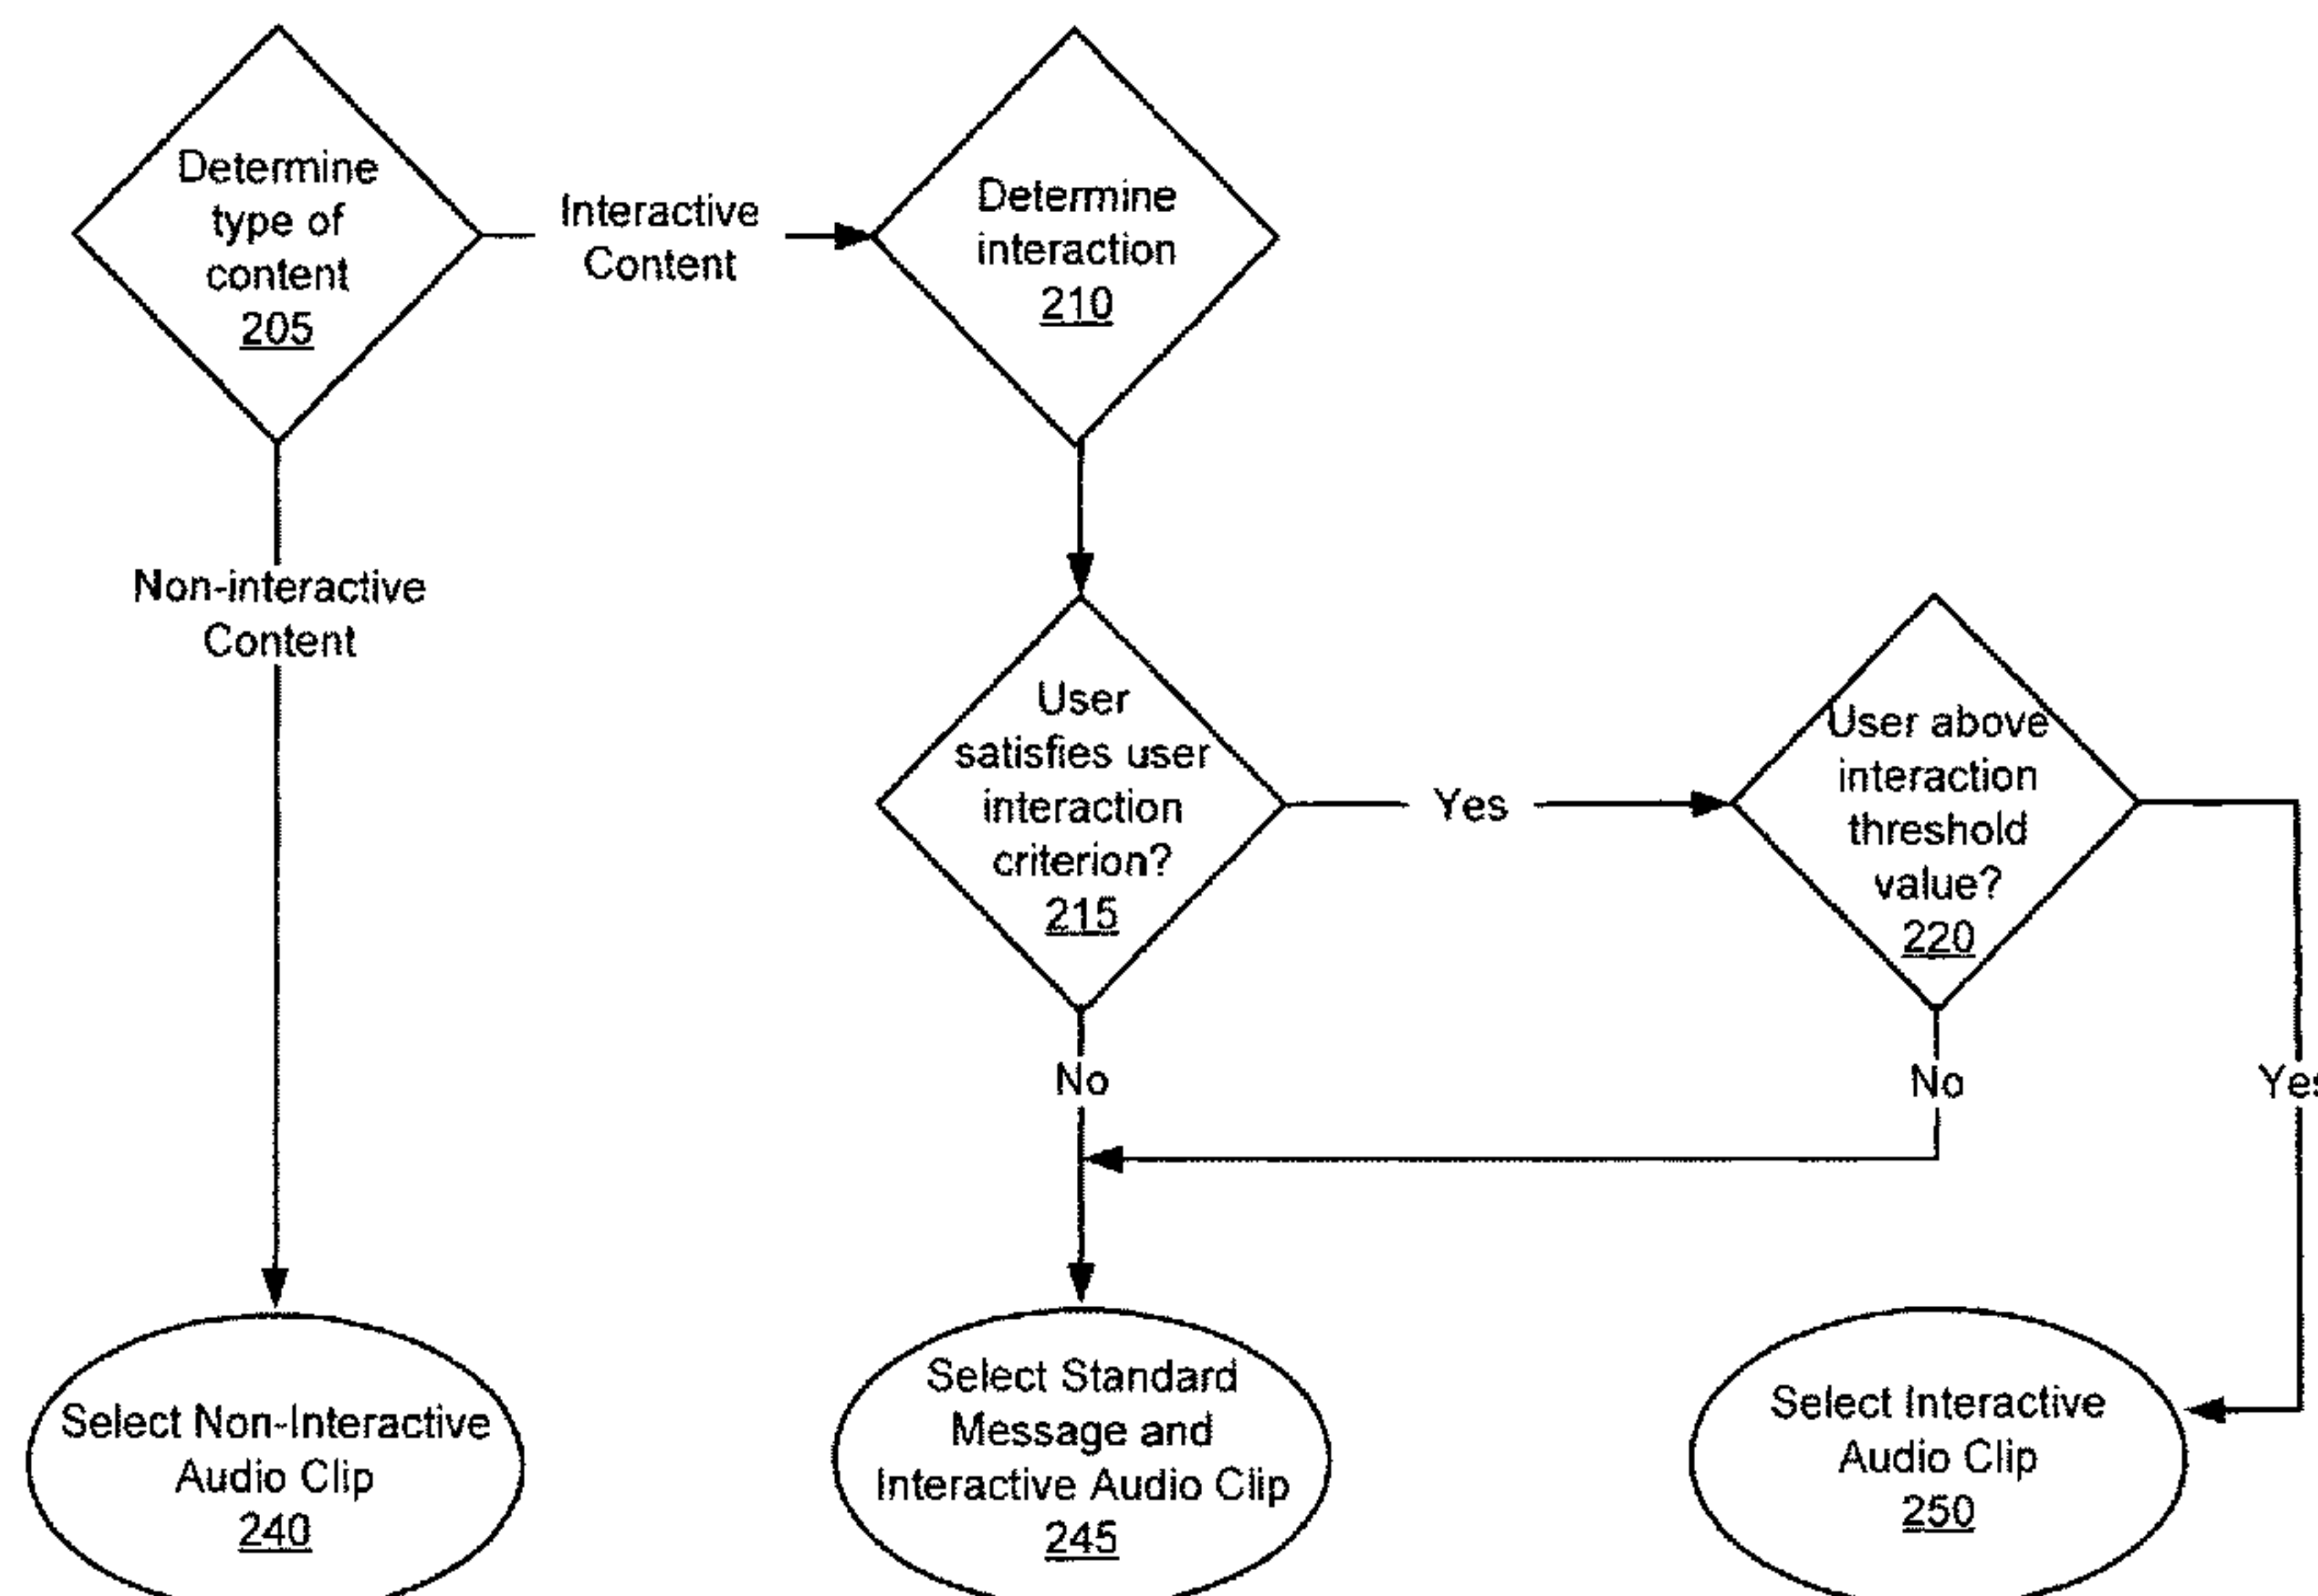 Determine
type of
content
205
Interactive
Content
Determine
interaction
210
Non-interactive
Content
User
satisfies user
interaction
criterion?
215
Yes
User above
interaction
threshold
value?
220
No
No
Yes
Select Non-Interactive
Audio Clip
240
Select Standard
Message and
Interactive Audio Clip
245
Select Interactive
Audio Clip
250